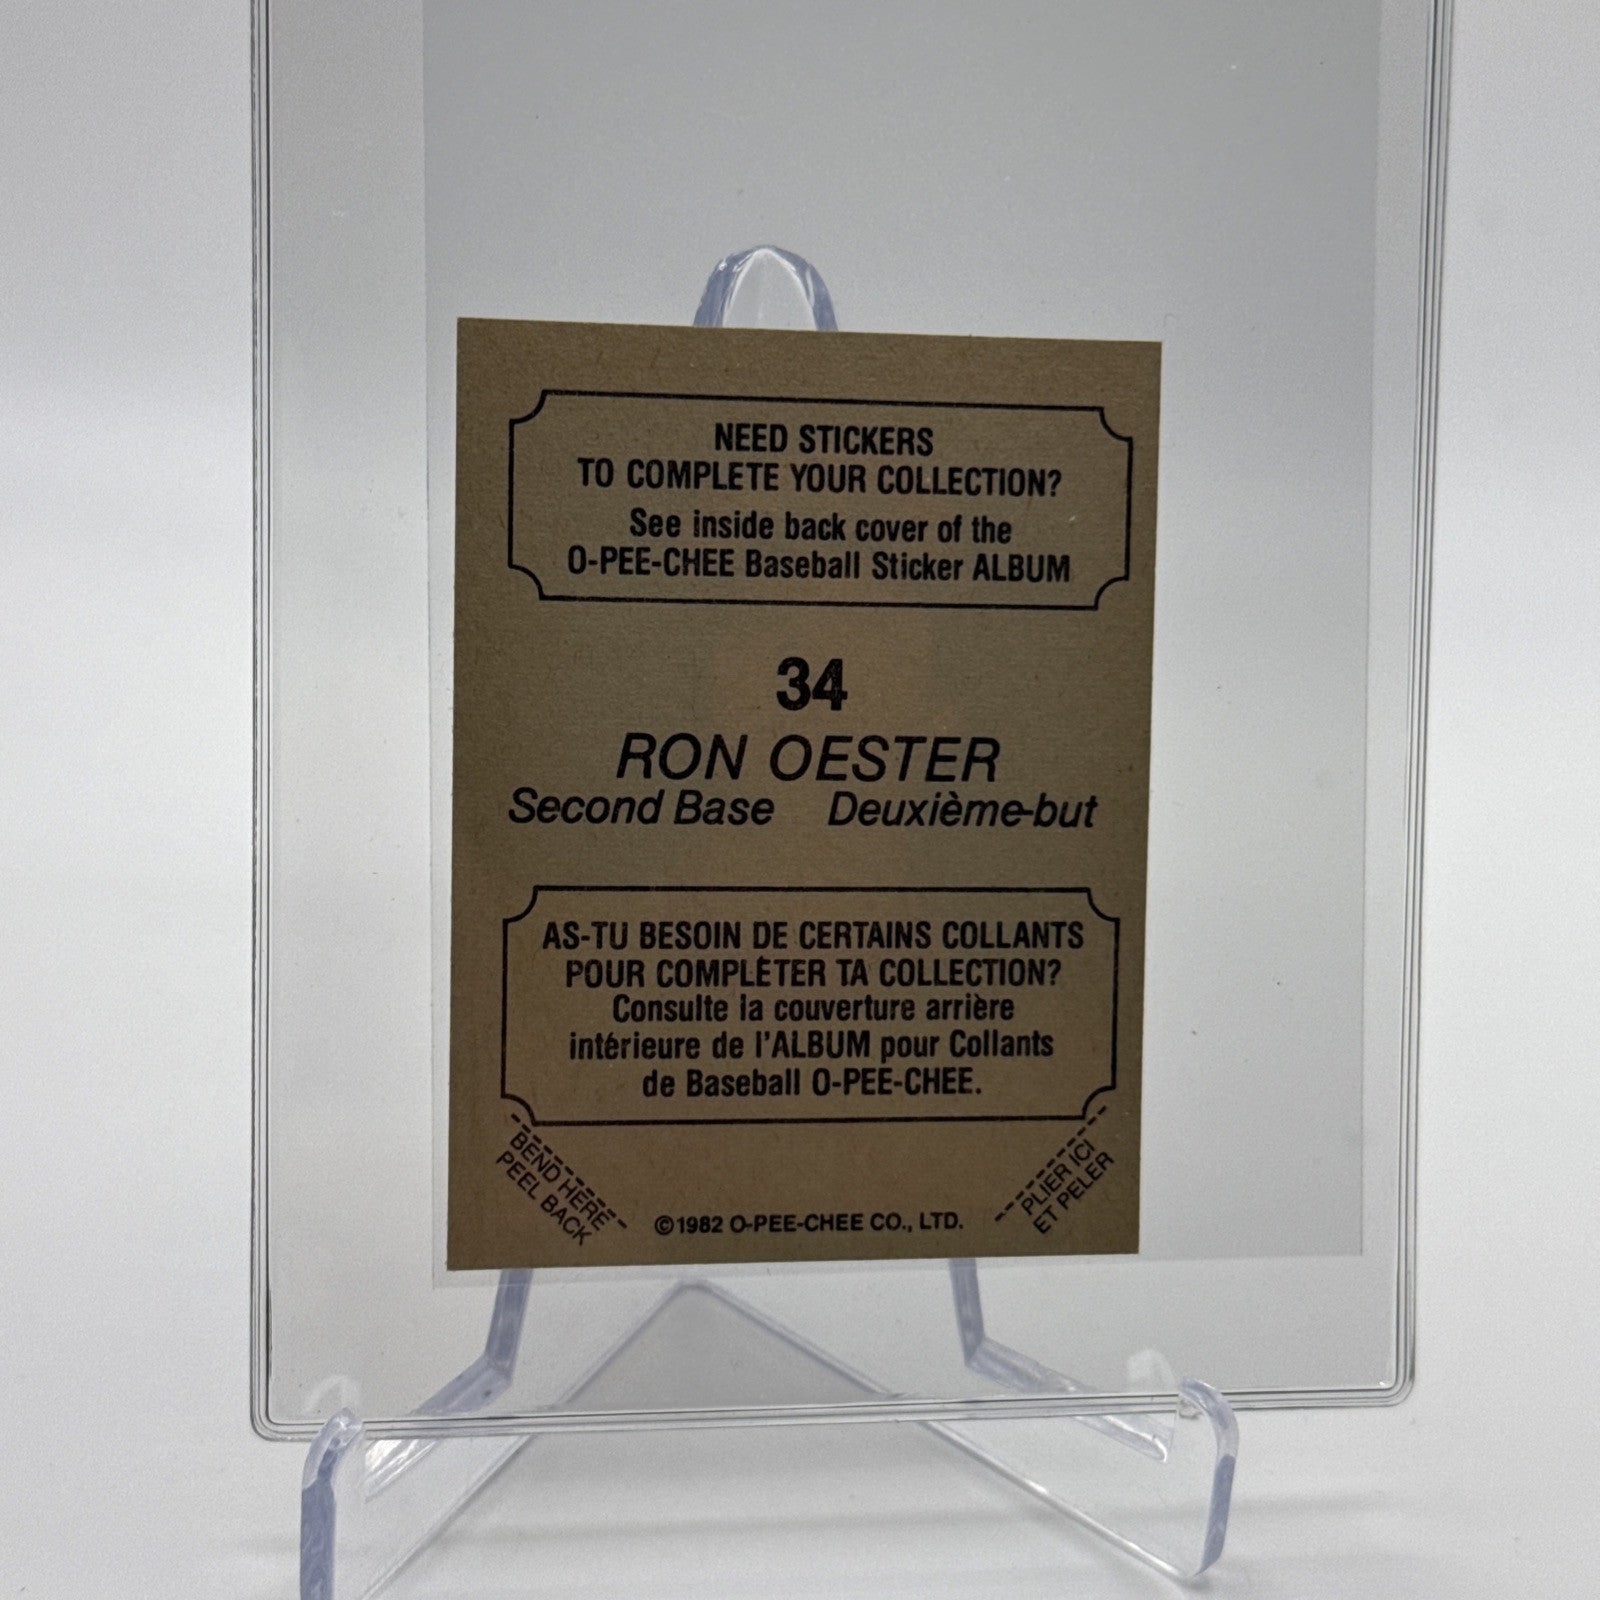 NEED STICKERS
TO COMPLETE YOUR COLLECTION?
See inside back cover of the
O-PEE-CHEE Baseball Sticker ALBUM
34
RON OESTER
Second Base Deuxième-but
AS-TU BESOIN DE CERTAINS COLLANTS
POUR COMPLÉTER TA COLLECTION?
Consulte la couverture arrière
intérieure de l'ALBUM pour Collants
de Baseball O-PEE-CHEE.
BEND HERE
PEEL BACK
©1982 O-PEE-CHEE CO., LTD.
PLIER ICI
ET PELER